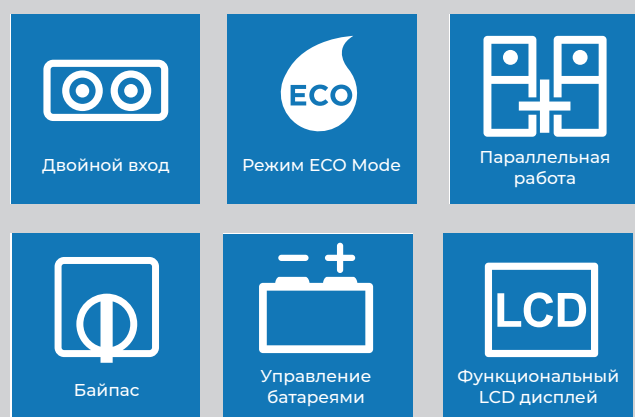 ECO
Двойной вход
Режим ECO Mode
Параллельная
работа
LCD
Байпас
Управление
батареями
Функциональный
LCD дисплей